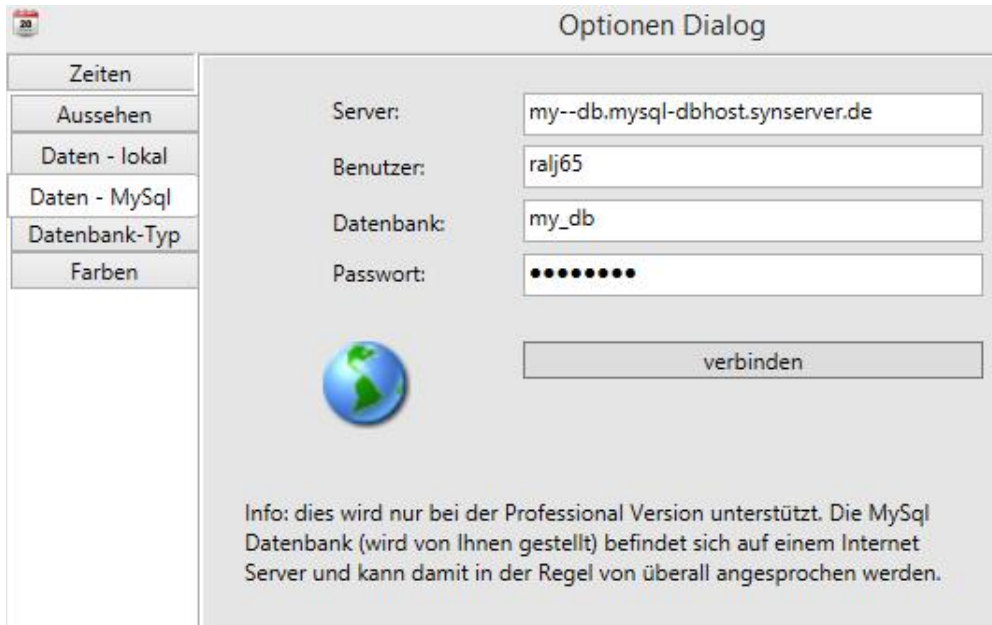 20
Optionen Dialog
Zeiten
Aussehen
Daten - lokal
Daten - MySql
Datenbank-Typ
Farben
Server:
my--db.mysql-dbhost.synserver.de
Benutzer:
ralj65
Datenbank:
my_db
Passwort:
●●●●●●●●
verbinden
Info: dies wird nur bei der Professional Version unterstützt. Die MySql
Datenbank (wird von Ihnen gestellt) befindet sich auf einem Internet
Server und kann damit in der Regel von überall angesprochen werden.